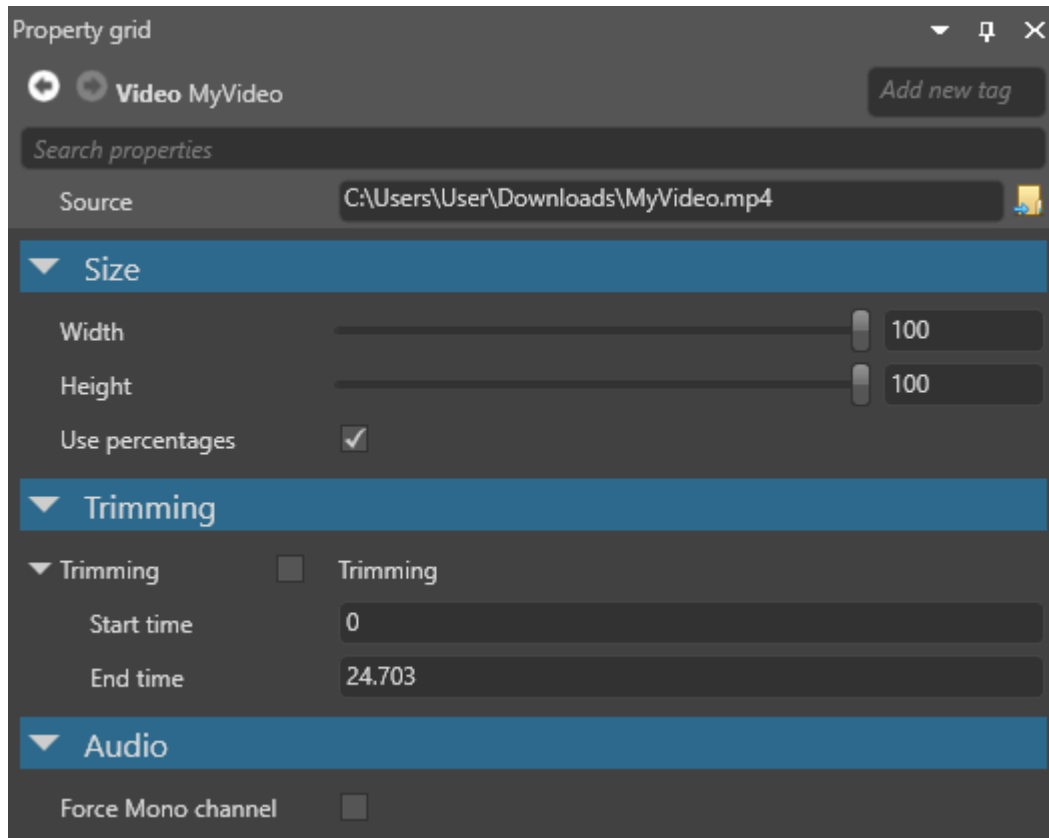 Property grid
Video MyVideo
Add new tag
Search properties
Source C:\Users\User\Downloads\MyVideo.mp4
Size
Width 100
Height 100
Use percentages
Trimming
Trimming Trimming
Start time 0
End time 24.703
Audio
Force Mono channel